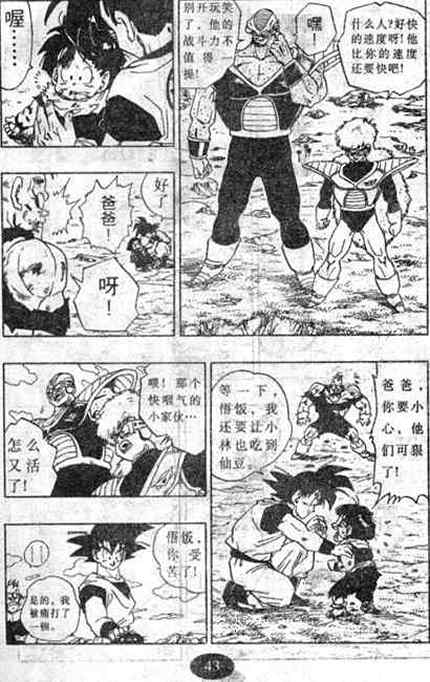 什么人?好快
的速度呀!他
比你的速度
还要快吧!
嘿!
别开玩笑
了,他的
战斗力不
值得一
提!
喔
……
好
了
爸
爸
!
呀
!
爸爸,
你要小
心,他
们可狠
了!
等一下,
悟饭,我
还要让小
林也吃到
仙豆。
喂!那个
快咽气的
小家伙…
怎么
又活
了!
悟饭,
你受
苦了!
是的,我
被痛打了
一顿。
43